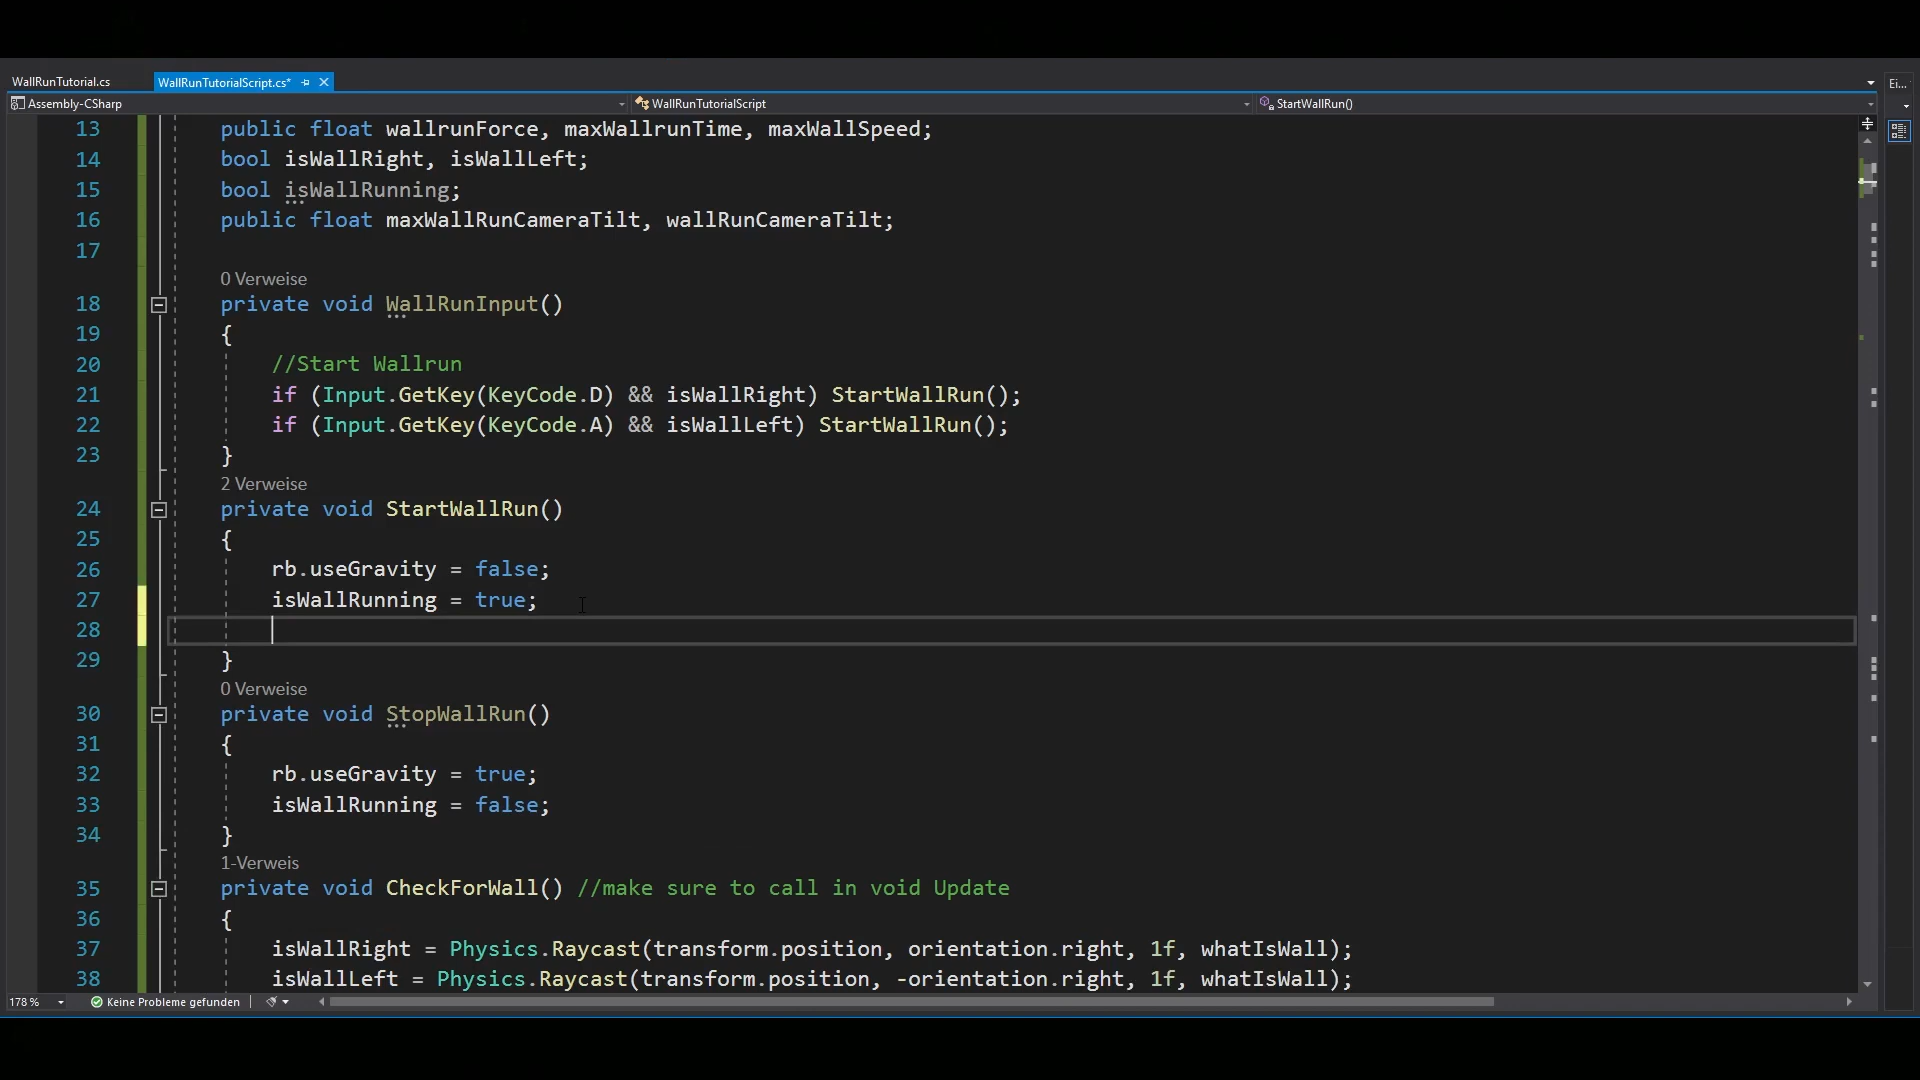 WallRunTutorial.cs WallRunTutorialScript.cs* Ei...
Assembly-CSharp WallRunTutorialScript StartWallRun()
13 public float wallrunForce, maxWallrunTime, maxWallSpeed;
14 bool isWallRight, isWallLeft;
15 bool isWallRunning;
16 public float maxWallRunCameraTilt, wallRunCameraTilt;
17
0 Verweise
18 private void WallRunInput()
19 {
20 //Start Wallrun
21 if (Input.GetKey(KeyCode.D) && isWallRight) StartWallRun();
22 if (Input.GetKey(KeyCode.A) && isWallLeft) StartWallRun();
23 }
2 Verweise
24 private void StartWallRun()
25 {
26 rb.useGravity = false;
27 isWallRunning = true;
28
29 }
0 Verweise
30 private void StopWallRun()
31 {
32 rb.useGravity = true;
33 isWallRunning = false;
34 }
1-Verweis
35 private void CheckForWall() //make sure to call in void Update
36 {
37 isWallRight = Physics.Raycast(transform.position, orientation.right, 1f, whatIsWall);
38 isWallLeft = Physics.Raycast(transform.position, -orientation.right, 1f, whatIsWall);
178 % Keine Probleme gefunden